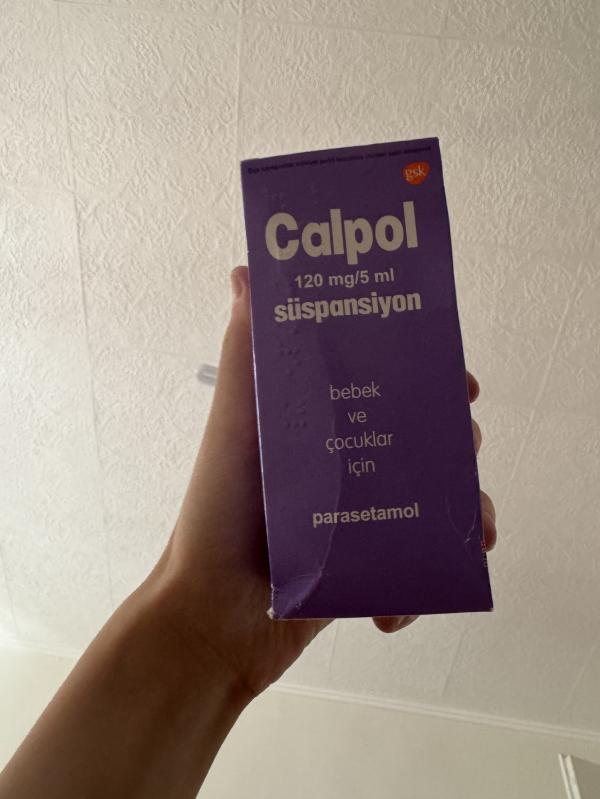 gsk
Calpol
120 mg/5 ml
süspansiyon
bebek
ve
çocuklar
için
parasetamol